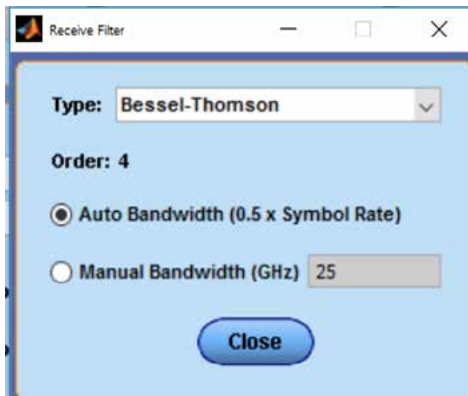 Receive Filter
Type: Bessel-Thomson
Order: 4
Auto Bandwidth (0.5 x Symbol Rate)
Manual Bandwidth (GHz) 25
Close